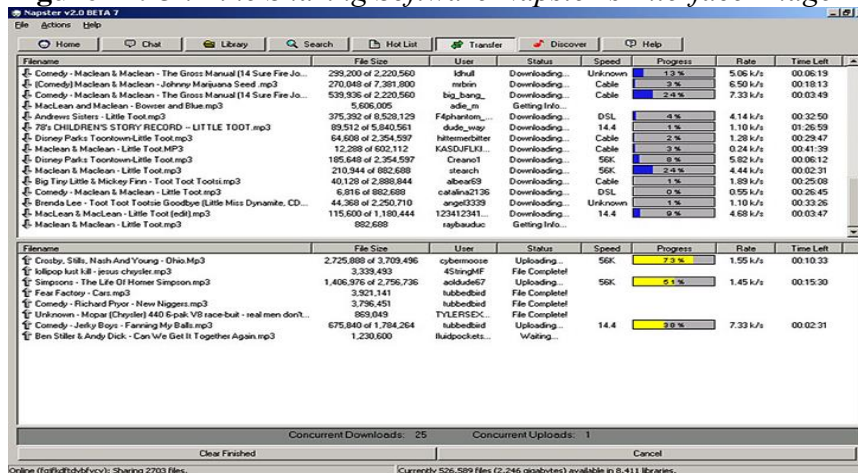 Napster v2.0 BETA 7
File Actions Help
Home Chat Library Search Hot List Transfer Discover Help
Filename File Size User Status Speed Progress Rate Time Left
Comedy - Maclean & Maclean - The Gross Manual (14 Sure Fire Jo... 299,200 of 2,220,560 ldhull Downloading... Unknown 13 % 5.06 k/s 00:06:19
(Comedy) Maclean & Maclean - Johnny Marijuana Seed .mp3 270,048 of 7,381,800 mrbrin Downloading... Cable 3 % 6.50 k/s 00:18:13
Comedy - Maclean & Maclean - The Gross Manual (14 Sure Fire Jo... 539,936 of 2,220,560 big_bang_ Downloading... Cable 24 % 7.33 k/s 00:03:49
MacLean and Maclean - Bowser and Blue.mp3 5,606,005 adie_m Getting Info...
Andrews Sisters - Little Toot.mp3 375,392 of 8,528,129 F4phantom_... Downloading... DSL 4 % 4.14 k/s 00:32:50
78's CHILDREN'S STORY RECORD -- LITTLE TOOT.mp3 89,512 of 5,840,561 dude_way Downloading... 14.4 1 % 1.10 k/s 01:26:59
Disney Parks Toontown-Little Toot.mp3 64,608 of 2,354,597 hittermerbitter Downloading... Cable 2 % 1.28 k/s 00:29:47
Maclean & Maclean - Little Toot.MP3 12,288 of 602,112 KASDJFLKI... Downloading... Cable 3 % 0.24 k/s 00:41:39
Disney Parks Toontown-Little Toot.mp3 185,648 of 2,354,597 Creano1 Downloading... 56K 8 % 5.82 k/s 00:06:12
Maclean & Maclean - Little Toot.mp3 210,944 of 882,688 stearch Downloading... 56K 24 % 4.44 k/s 00:02:31
Big Tiny Little & Mickey Finn - Toot Toot Tootsi.mp3 40,128 of 2,888,844 albear69 Downloading... Cable 1 % 1.89 k/s 00:25:08
Comedy - Maclean & Maclean - Little Toot.mp3 6,816 of 882,688 catalina2136 Downloading... DSL 0 % 0.55 k/s 00:26:45
Brenda Lee - Toot Toot Tootsie Goodbye (Little Miss Dynamite, CD... 44,368 of 2,250,710 angel3339 Downloading... Unknown 1 % 1.10 k/s 00:33:26
MacLean & MacLean - Little Toot (edit).mp3 115,600 of 1,180,444 123412341... Downloading... 14.4 9 % 4.68 k/s 00:03:47
Maclean & Maclean - Little Toot.mp3 882,688 raybauduc Getting Info...
Filename File Size User Status Speed Progress Rate Time Left
Crosby, Stills, Nash And Young - Ohio.Mp3 2,725,888 of 3,709,496 cybermoose Uploading... 56K 73 % 1.55 k/s 00:10:33
lollipop lust kill - jesus chrysler.mp3 3,339,493 4StringMF File Complete!
Simpsons - The Life Of Homer Simpson.mp3 1,406,976 of 2,756,736 aoldude67 Uploading... 56K 51 % 1.45 k/s 00:15:30
Fear Factory - Cars.mp3 3,921,141 tubbedbird File Complete!
Comedy - Richard Pryor - New Niggers.mp3 3,796,451 tubbedbird File Complete!
Unknown - Mopar (Chrysler) 440 6-pak V8 race-buit - real men don't... 869,049 TYLERSEX... File Complete!
Comedy - Jerky Boys - Fanning My Balls.mp3 675,840 of 1,784,264 tubbedbird Uploading... 14.4 38 % 7.33 k/s 00:02:31
Ben Stiller & Andy Dick - Can We Get It Together Again.mp3 1,230,600 lluidpockets... Waiting...
Concurrent Downloads: 25 Concurrent Uploads: 1
Clear Finished Cancel
Sharing 2703 files. Currently 526,589 files (2,246 gigabytes) available in 8,411 libraries.